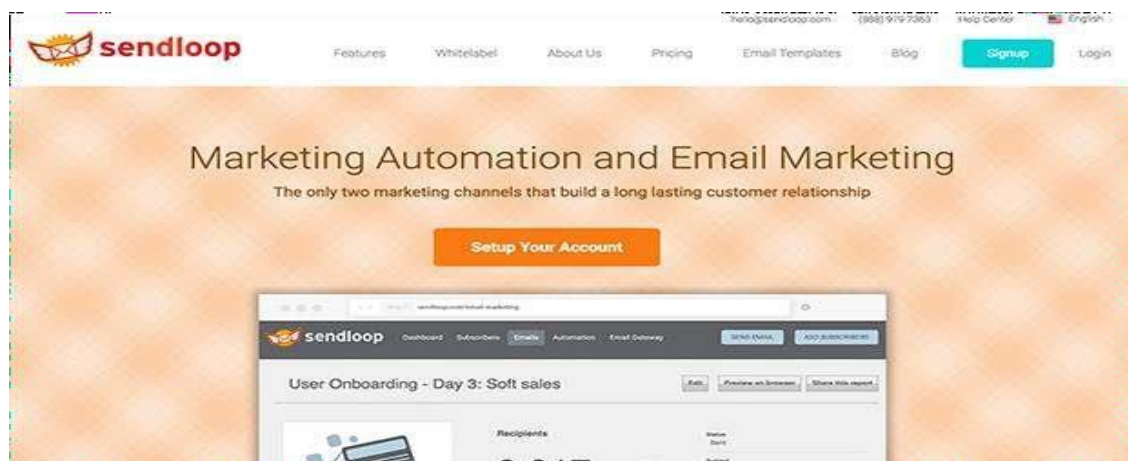 hello@sendloop.com (888) 979-7363 Help Center English
sendloop
Features Whitelabel About Us Pricing Email Templates Blog Signup Login
Marketing Automation and Email Marketing
The only two marketing channels that build a long lasting customer relationship
Setup Your Account
sendloop Dashboard Subscribers Emails Automation Email Gateway SEND EMAIL ADD SUBSCRIBERS
User Onboarding - Day 3: Soft sales Edit Preview on browser Share this report
Recipients Status
Sent